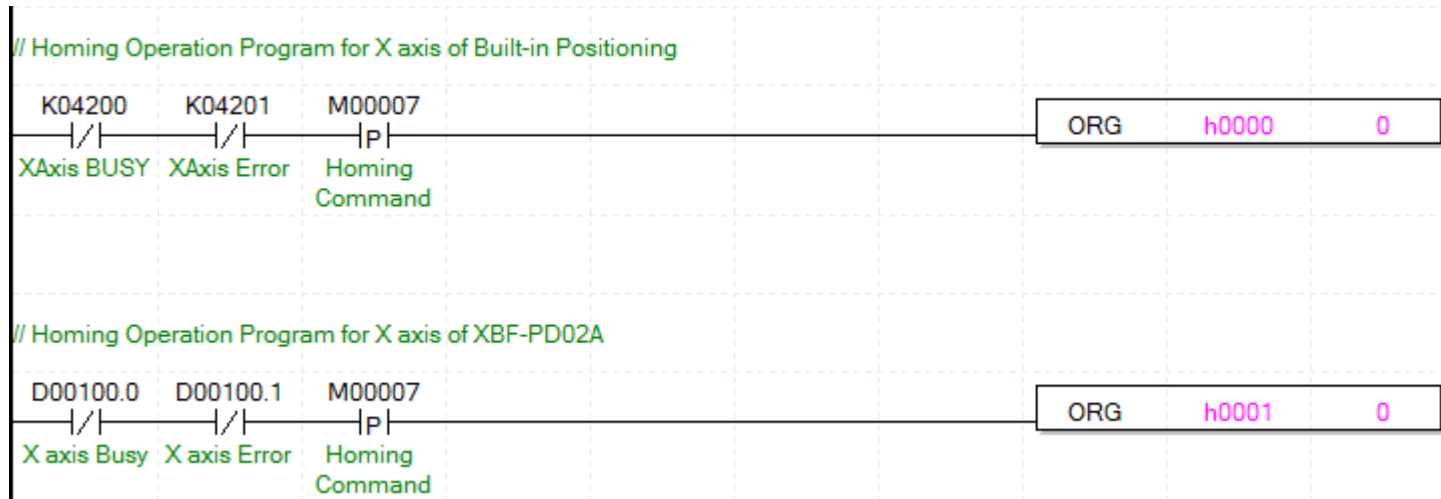 // Homing Operation Program for X axis of Built-in Positioning
K04200 K04201 M00007
P
ORG h0000 0
XAxis BUSY XAxis Error Homing
Command
// Homing Operation Program for X axis of XBF-PD02A
D00100.0 D00100.1 M00007
P
ORG h0001 0
X axis Busy X axis Error Homing
Command